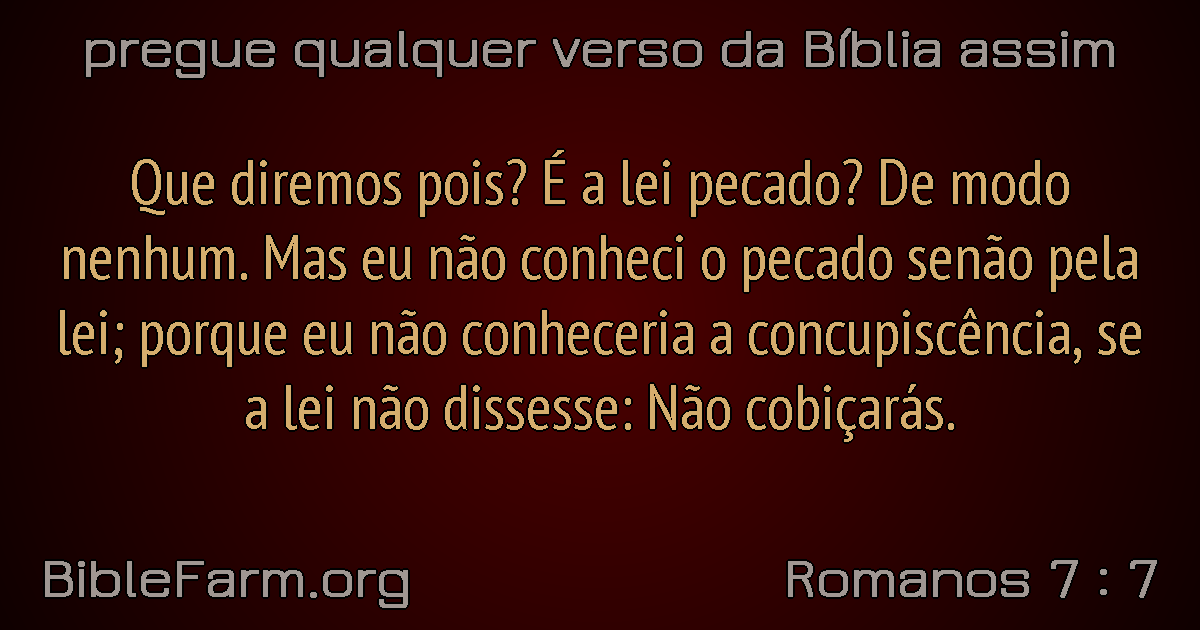 pregue qualquer verso da Bíblia assim
Que diremos pois? É a lei pecado? De modo
nenhum. Mas eu não conheci o pecado senão pela
lei; porque eu não conheceria a concupiscência, se
a lei não dissesse: Não cobiçarás.
BibleFarm.org
Romanos 7 : 7